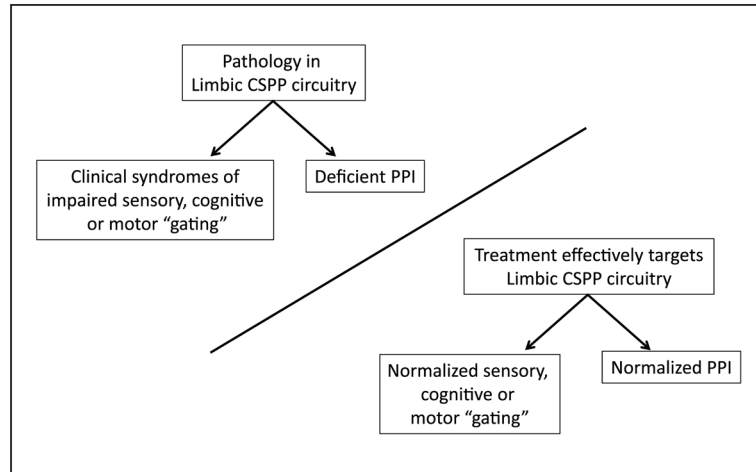 Pathology in
Limbic CSPP circuitry
Clinical syndromes of
impaired sensory, cognitive
or motor “gating”
Deficient PPI
Treatment effectively targets
Limbic CSPP circuitry
Normalized sensory,
cognitive or
motor “gating”
Normalized PPI